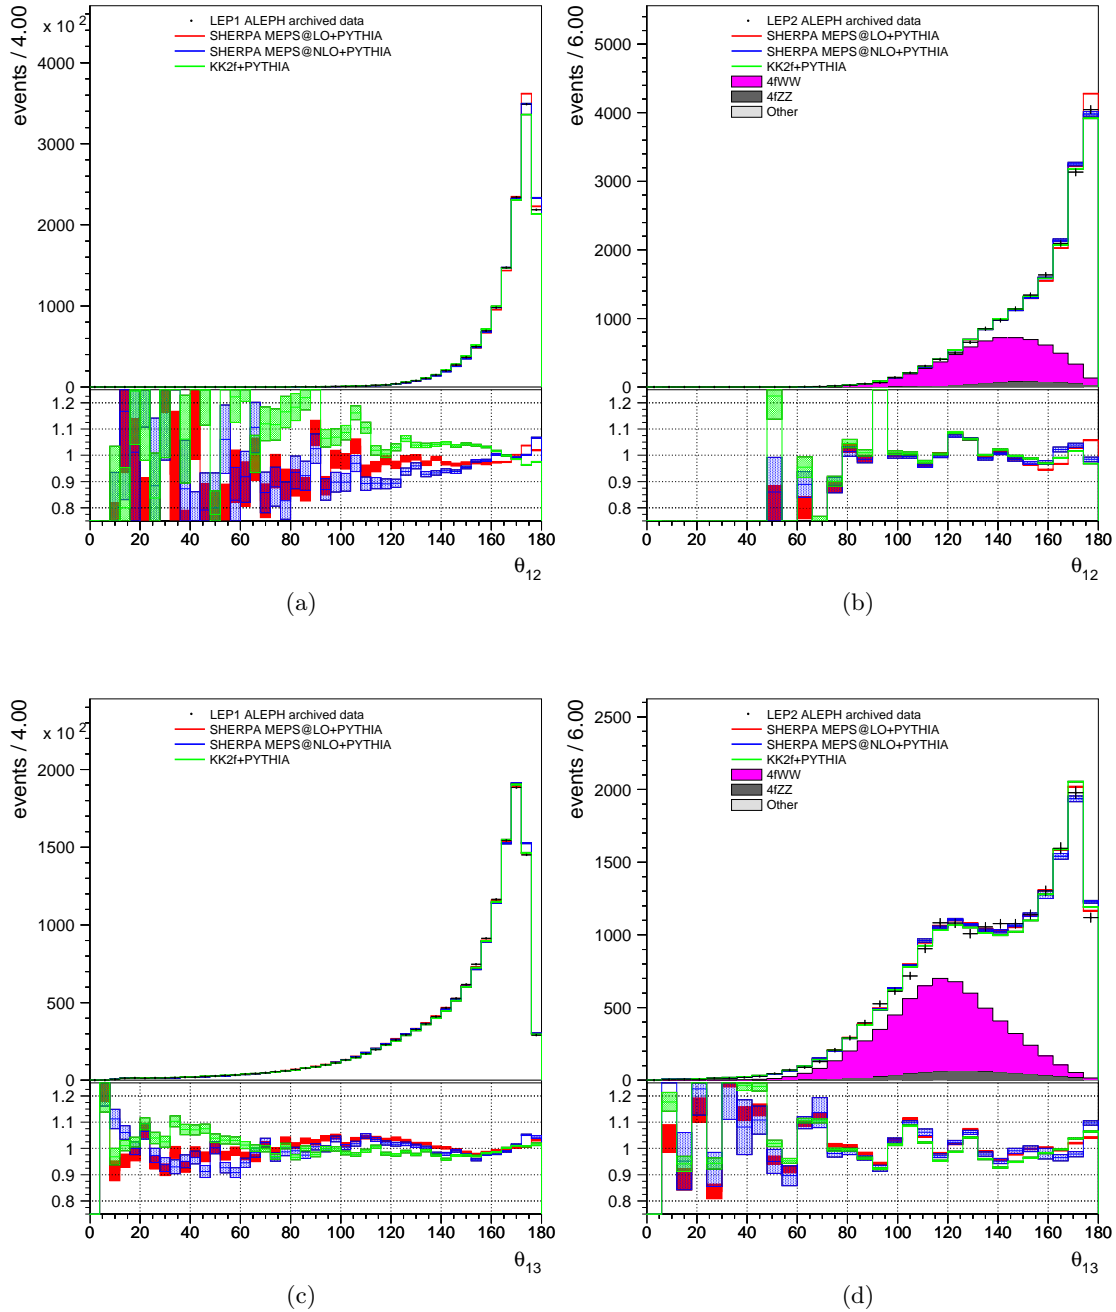 events / 4.00
x 10²
LEP1 ALEPH archived data
SHERPA MEPS@LO+PYTHIA
SHERPA MEPS@NLO+PYTHIA
KK2f+PYTHIA
4000
3000
2000
1000
0
1.2
1.1
1
0.9
0.8
0 20 40 60 80 100 120 140 160 180
θ12
(a)
events / 6.00
LEP2 ALEPH archived data
SHERPA MEPS@LO+PYTHIA
SHERPA MEPS@NLO+PYTHIA
KK2f+PYTHIA
4fWW
4fZZ
Other
5000
4000
3000
2000
1000
0
1.2
1.1
1
0.9
0.8
0 20 40 60 80 100 120 140 160 180
θ12
(b)
events / 4.00
x 10²
LEP1 ALEPH archived data
SHERPA MEPS@LO+PYTHIA
SHERPA MEPS@NLO+PYTHIA
KK2f+PYTHIA
2000
1500
1000
500
0
1.2
1.1
1
0.9
0.8
0 20 40 60 80 100 120 140 160 180
θ13
(c)
events / 6.00
LEP2 ALEPH archived data
SHERPA MEPS@LO+PYTHIA
SHERPA MEPS@NLO+PYTHIA
KK2f+PYTHIA
4fWW
4fZZ
Other
2500
2000
1500
1000
500
0
1.2
1.1
1
0.9
0.8
0 20 40 60 80 100 120 140 160 180
θ13
(d)